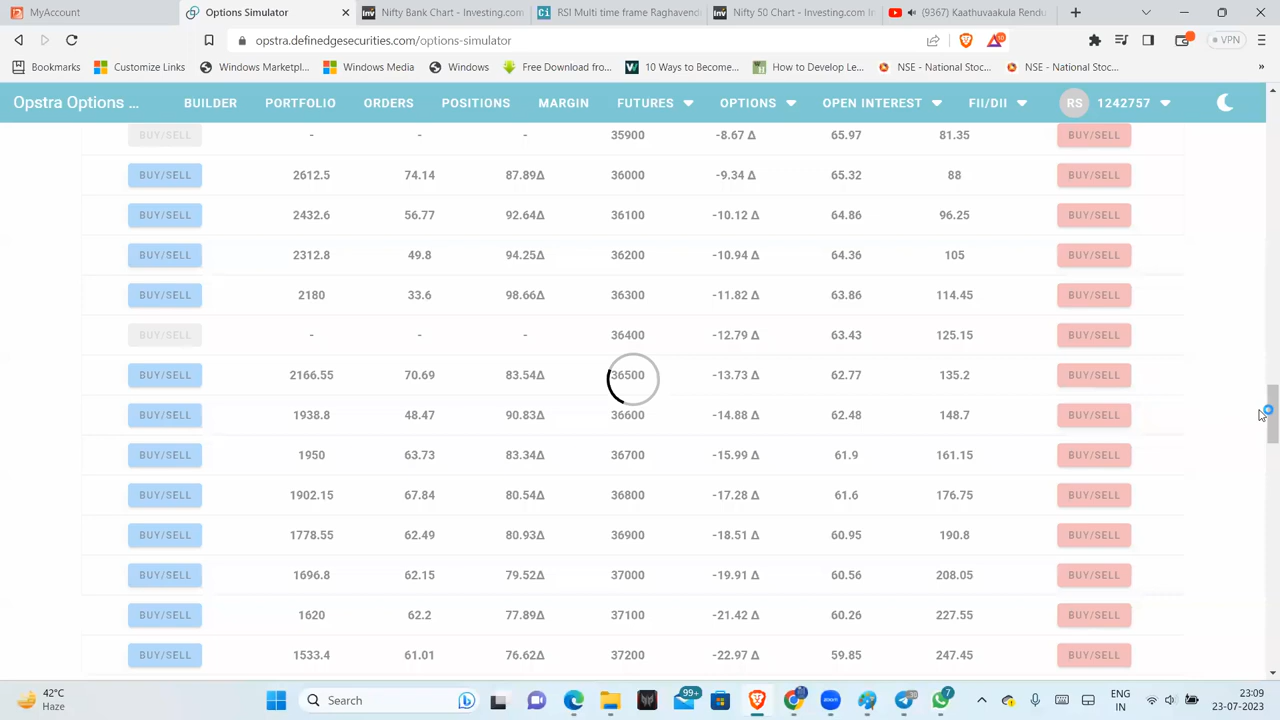 MyAccount
Options Simulator
Nifty Bank Chart - Investing.com
RSI Multi time frame Raghavend
Nifty 50 Chart - Investing.com In
(9367) Kaathuvaakula Rendu
opstra.definedgesecurities.com/options-simulator
VPN
Bookmarks
Customize Links
Windows Marketpl...
Windows Media
Windows
Free Download fro...
10 Ways to Become...
How to Develop Le...
NSE - National Stoc...
NSE - National Stoc...
Opstra Options ...
BUILDER
PORTFOLIO
ORDERS
POSITIONS
MARGIN
FUTURES
OPTIONS
OPEN INTEREST
FII/DII
RS
1242757
BUY/SELL - - - 35900 -8.67 Δ 65.97 81.35 BUY/SELL
BUY/SELL 2612.5 74.14 87.89Δ 36000 -9.34 Δ 65.32 88 BUY/SELL
BUY/SELL 2432.6 56.77 92.64Δ 36100 -10.12 Δ 64.86 96.25 BUY/SELL
BUY/SELL 2312.8 49.8 94.25Δ 36200 -10.94 Δ 64.36 105 BUY/SELL
BUY/SELL 2180 33.6 98.66Δ 36300 -11.82 Δ 63.86 114.45 BUY/SELL
BUY/SELL - - - 36400 -12.79 Δ 63.43 125.15 BUY/SELL
BUY/SELL 2166.55 70.69 83.54Δ 36500 -13.73 Δ 62.77 135.2 BUY/SELL
BUY/SELL 1938.8 48.47 90.83Δ 36600 -14.88 Δ 62.48 148.7 BUY/SELL
BUY/SELL 1950 63.73 83.34Δ 36700 -15.99 Δ 61.9 161.15 BUY/SELL
BUY/SELL 1902.15 67.84 80.54Δ 36800 -17.28 Δ 61.6 176.75 BUY/SELL
BUY/SELL 1778.55 62.49 80.93Δ 36900 -18.51 Δ 60.95 190.8 BUY/SELL
BUY/SELL 1696.8 62.15 79.52Δ 37000 -19.91 Δ 60.56 208.05 BUY/SELL
BUY/SELL 1620 62.2 77.89Δ 37100 -21.42 Δ 60.26 227.55 BUY/SELL
BUY/SELL 1533.4 61.01 76.62Δ 37200 -22.97 Δ 59.85 247.45 BUY/SELL
42°C
Haze
Search
99+
7
ENG
IN
23:09
23-07-2023